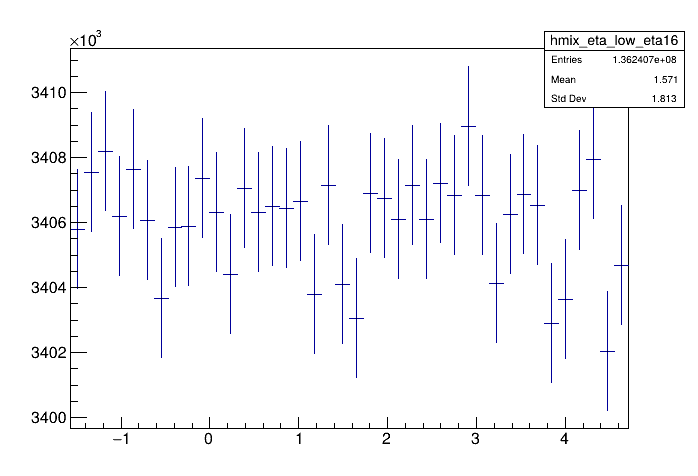 ×10³
hmix_eta_low_eta16
Entries 1.362407e+08
Mean 1.571
Std Dev 1.813
3410
3408
3406
3404
3402
3400
−1 0 1 2 3 4